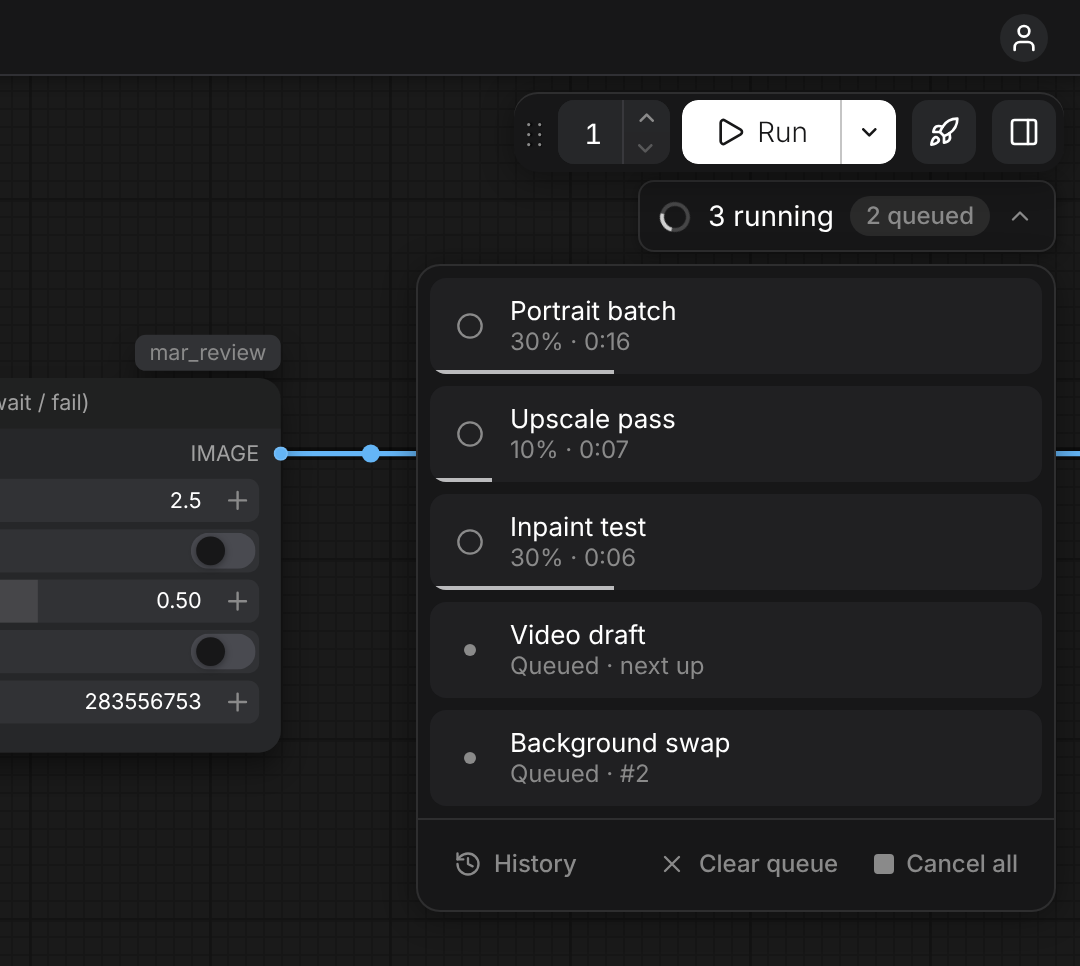 1
Run
3 running
2 queued
Portrait batch
30% · 0:16
Upscale pass
10% · 0:07
Inpaint test
30% · 0:06
Video draft
Queued · next up
Background swap
Queued · #2
History
Clear queue
Cancel all
mar_review
/ fail)
IMAGE
2.5
0.50
283556753